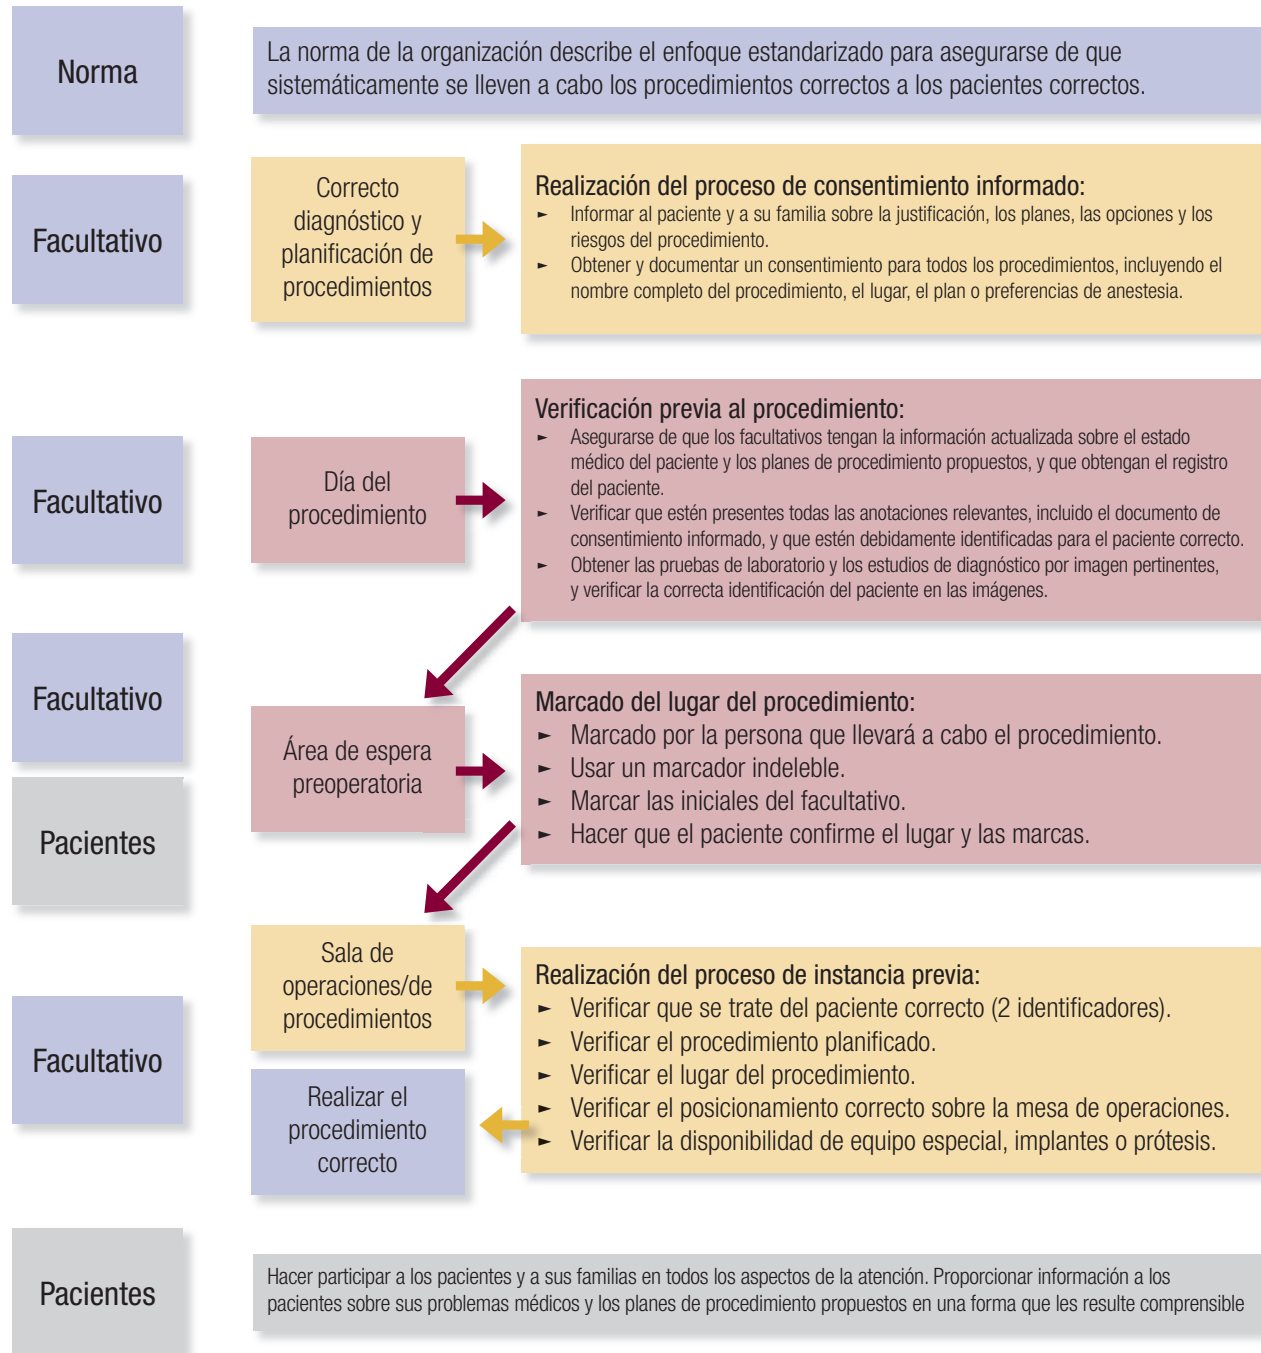 Norma
La norma de la organización describe el enfoque estandarizado para asegurarse de que
sistemáticamente se lleven a cabo los procedimientos correctos a los pacientes correctos.
Facultativo
Correcto
diagnóstico y
planificación de
procedimientos
Realización del proceso de consentimiento informado:
► Informar al paciente y a su familia sobre la justificación, los planes, las opciones y los
riesgos del procedimiento.
► Obtener y documentar un consentimiento para todos los procedimientos, incluyendo el
nombre completo del procedimiento, el lugar, el plan o preferencias de anestesia.
Facultativo
Día del
procedimiento
Verificación previa al procedimiento:
► Asegurarse de que los facultativos tengan la información actualizada sobre el estado
médico del paciente y los planes de procedimiento propuestos, y que obtengan el registro
del paciente.
► Verificar que estén presentes todas las anotaciones relevantes, incluido el documento de
consentimiento informado, y que estén debidamente identificadas para el paciente correcto.
► Obtener las pruebas de laboratorio y los estudios de diagnóstico por imagen pertinentes,
y verificar la correcta identificación del paciente en las imágenes.
Facultativo
Pacientes
Área de espera
preoperatoria
Marcado del lugar del procedimiento:
► Marcado por la persona que llevará a cabo el procedimiento.
► Usar un marcador indeleble.
► Marcar las iniciales del facultativo.
► Hacer que el paciente confirme el lugar y las marcas.
Facultativo
Sala de
operaciones/de
procedimientos
Realización del proceso de instancia previa:
► Verificar que se trate del paciente correcto (2 identificadores).
► Verificar el procedimiento planificado.
► Verificar el lugar del procedimiento.
► Verificar el posicionamiento correcto sobre la mesa de operaciones.
► Verificar la disponibilidad de equipo especial, implantes o prótesis.
Realizar el
procedimiento
correcto
Pacientes
Hacer participar a los pacientes y a sus familias en todos los aspectos de la atención. Proporcionar información a los
pacientes sobre sus problemas médicos y los planes de procedimiento propuestos en una forma que les resulte comprensible